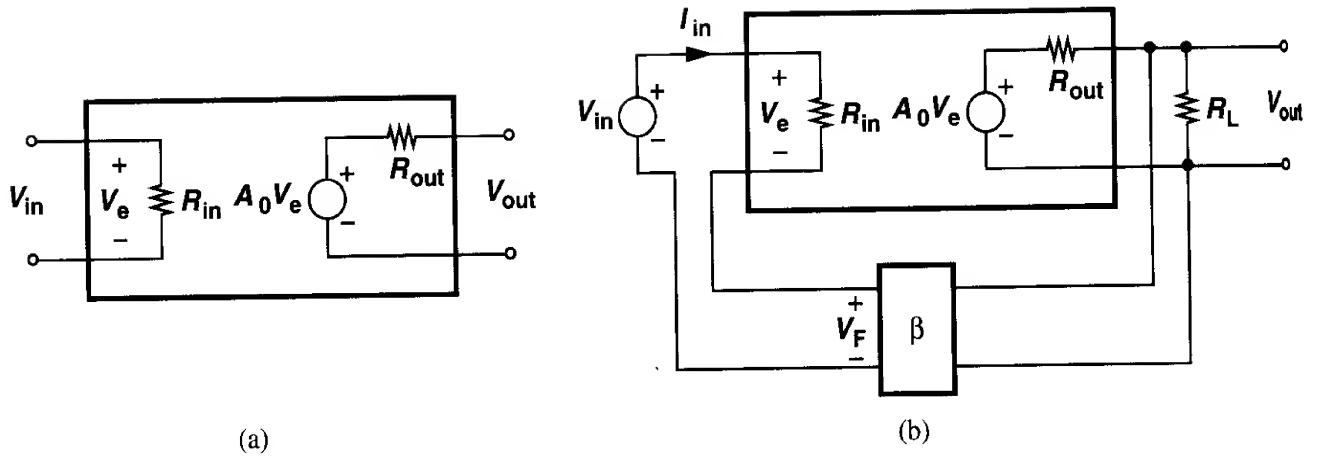 V_in
+
V_e
−
R_in
A_0V_e
+
−
R_out
V_out
(a)
I_in
V_in
+
−
+
V_e
−
R_in
A_0V_e
+
−
R_out
R_L
V_out
+
V_F
−
β
(b)